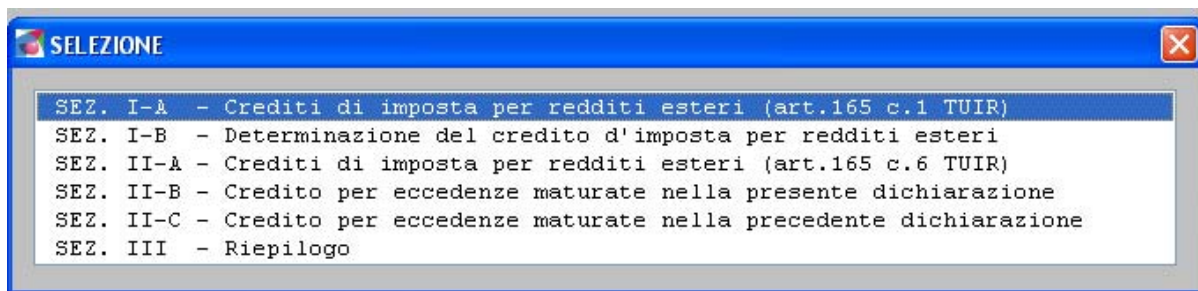 SELEZIONE
SEZ. I-A - Crediti di imposta per redditi esteri (art.165 c.1 TUIR)
SEZ. I-B - Determinazione del credito d'imposta per redditi esteri
SEZ. II-A - Crediti di imposta per redditi esteri (art.165 c.6 TUIR)
SEZ. II-B - Credito per eccedenze maturate nella presente dichiarazione
SEZ. II-C - Credito per eccedenze maturate nella precedente dichiarazione
SEZ. III - Riepilogo